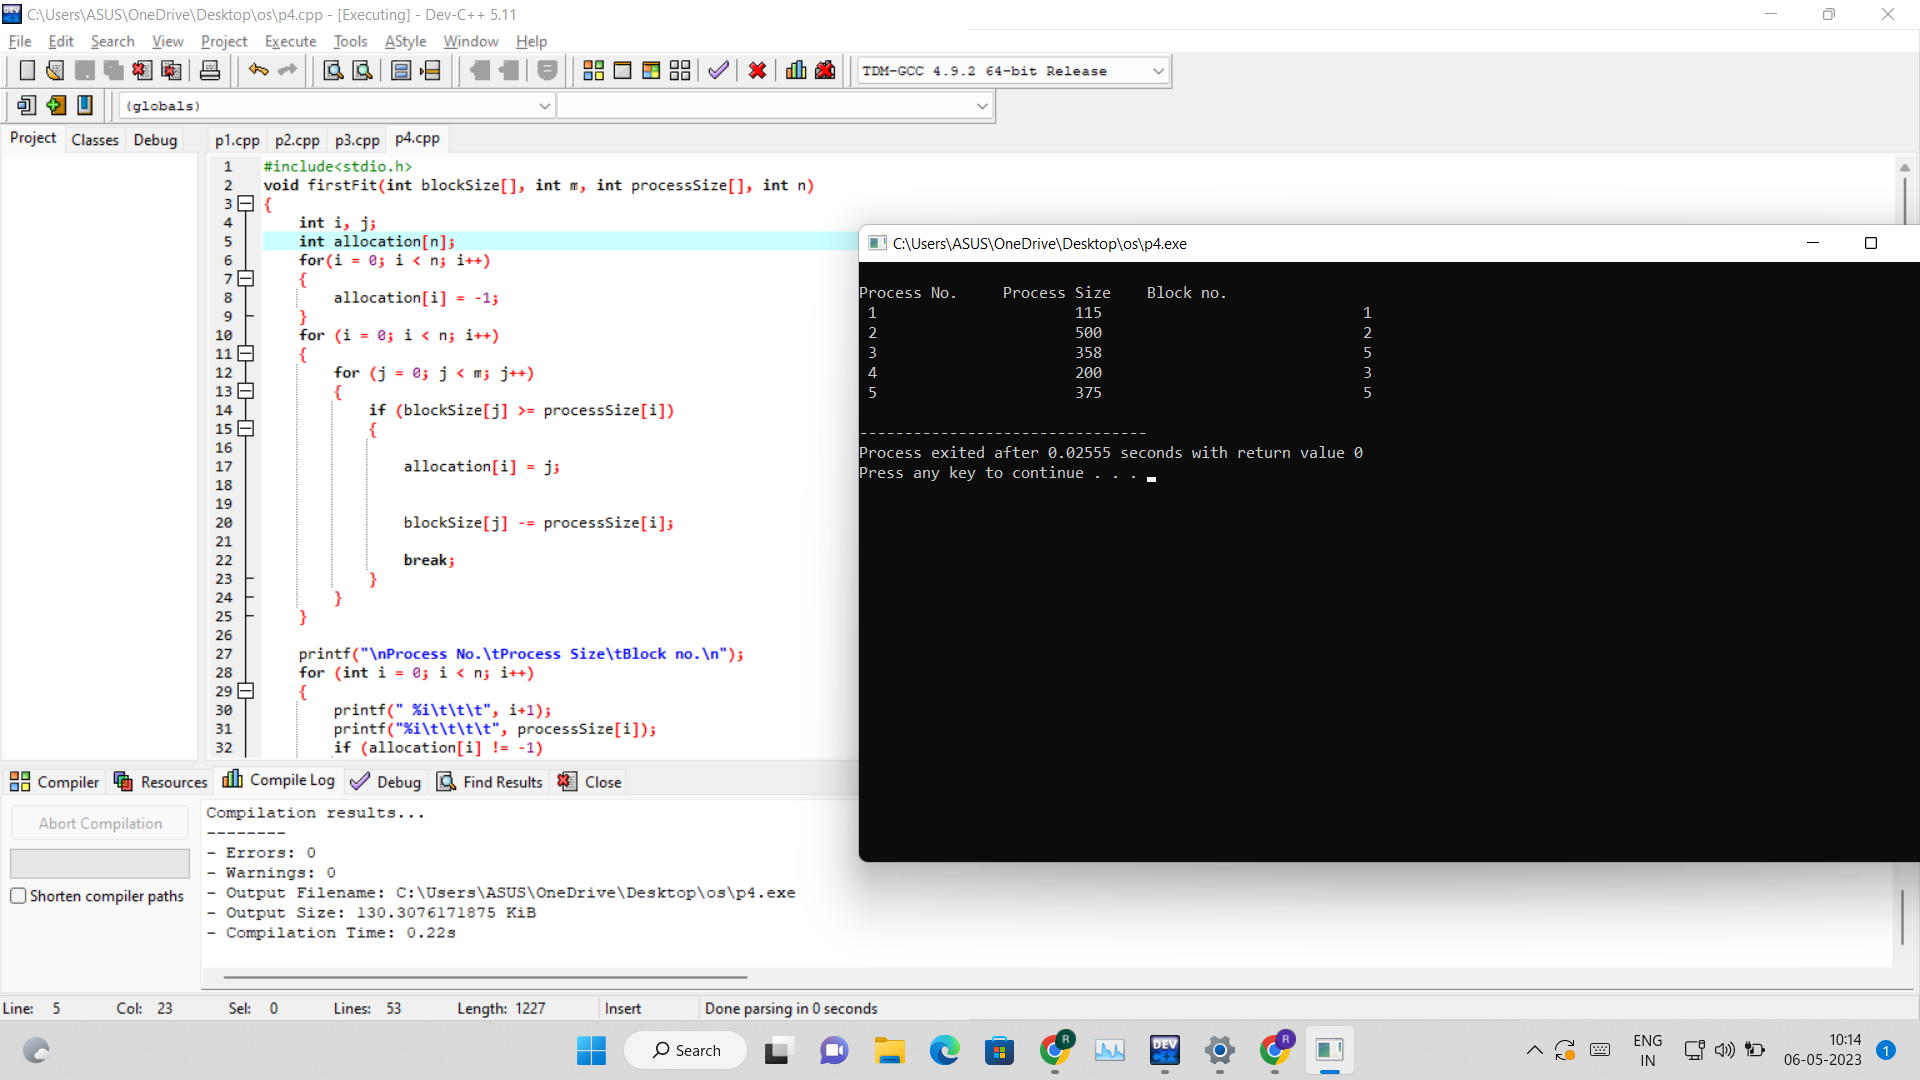 C:\Users\ASUS\OneDrive\Desktop\os\p4.cpp - [Executing] - Dev-C++ 5.11
File Edit Search View Project Execute Tools AStyle Window Help
TDM-GCC 4.9.2 64-bit Release
(globals)
Project Classes Debug
p1.cpp p2.cpp p3.cpp p4.cpp
1 #include<stdio.h>
2 void firstFit(int blockSize[], int m, int processSize[], int n)
3 {
4 int i, j;
5 int allocation[n];
6 for(i = 0; i < n; i++)
7 {
8 allocation[i] = -1;
9 }
10 for (i = 0; i < n; i++)
11 {
12 for (j = 0; j < m; j++)
13 {
14 if (blockSize[j] >= processSize[i])
15 {
16
17 allocation[i] = j;
18
19
20 blockSize[j] -= processSize[i];
21
22 break;
23 }
24 }
25 }
26
27 printf("\nProcess No.\tProcess Size\tBlock no.\n");
28 for (int i = 0; i < n; i++)
29 {
30 printf(" %i\t\t\t", i+1);
31 printf("%i\t\t\t\t", processSize[i]);
32 if (allocation[i] != -1)
C:\Users\ASUS\OneDrive\Desktop\os\p4.exe
Process No. Process Size Block no.
1 115 1
2 500 2
3 358 5
4 200 3
5 375 5
--------------------------------
Process exited after 0.02555 seconds with return value 0
Press any key to continue . . .
Compiler Resources Compile Log Debug Find Results Close
Abort Compilation
Shorten compiler paths
Compilation results...
--------
- Errors: 0
- Warnings: 0
- Output Filename: C:\Users\ASUS\OneDrive\Desktop\os\p4.exe
- Output Size: 130.3076171875 KiB
- Compilation Time: 0.22s
Line: 5 Col: 23 Sel: 0 Lines: 53 Length: 1227 Insert Done parsing in 0 seconds
Search
R
DEV C++
R
ENG
IN
10:14
06-05-2023
1